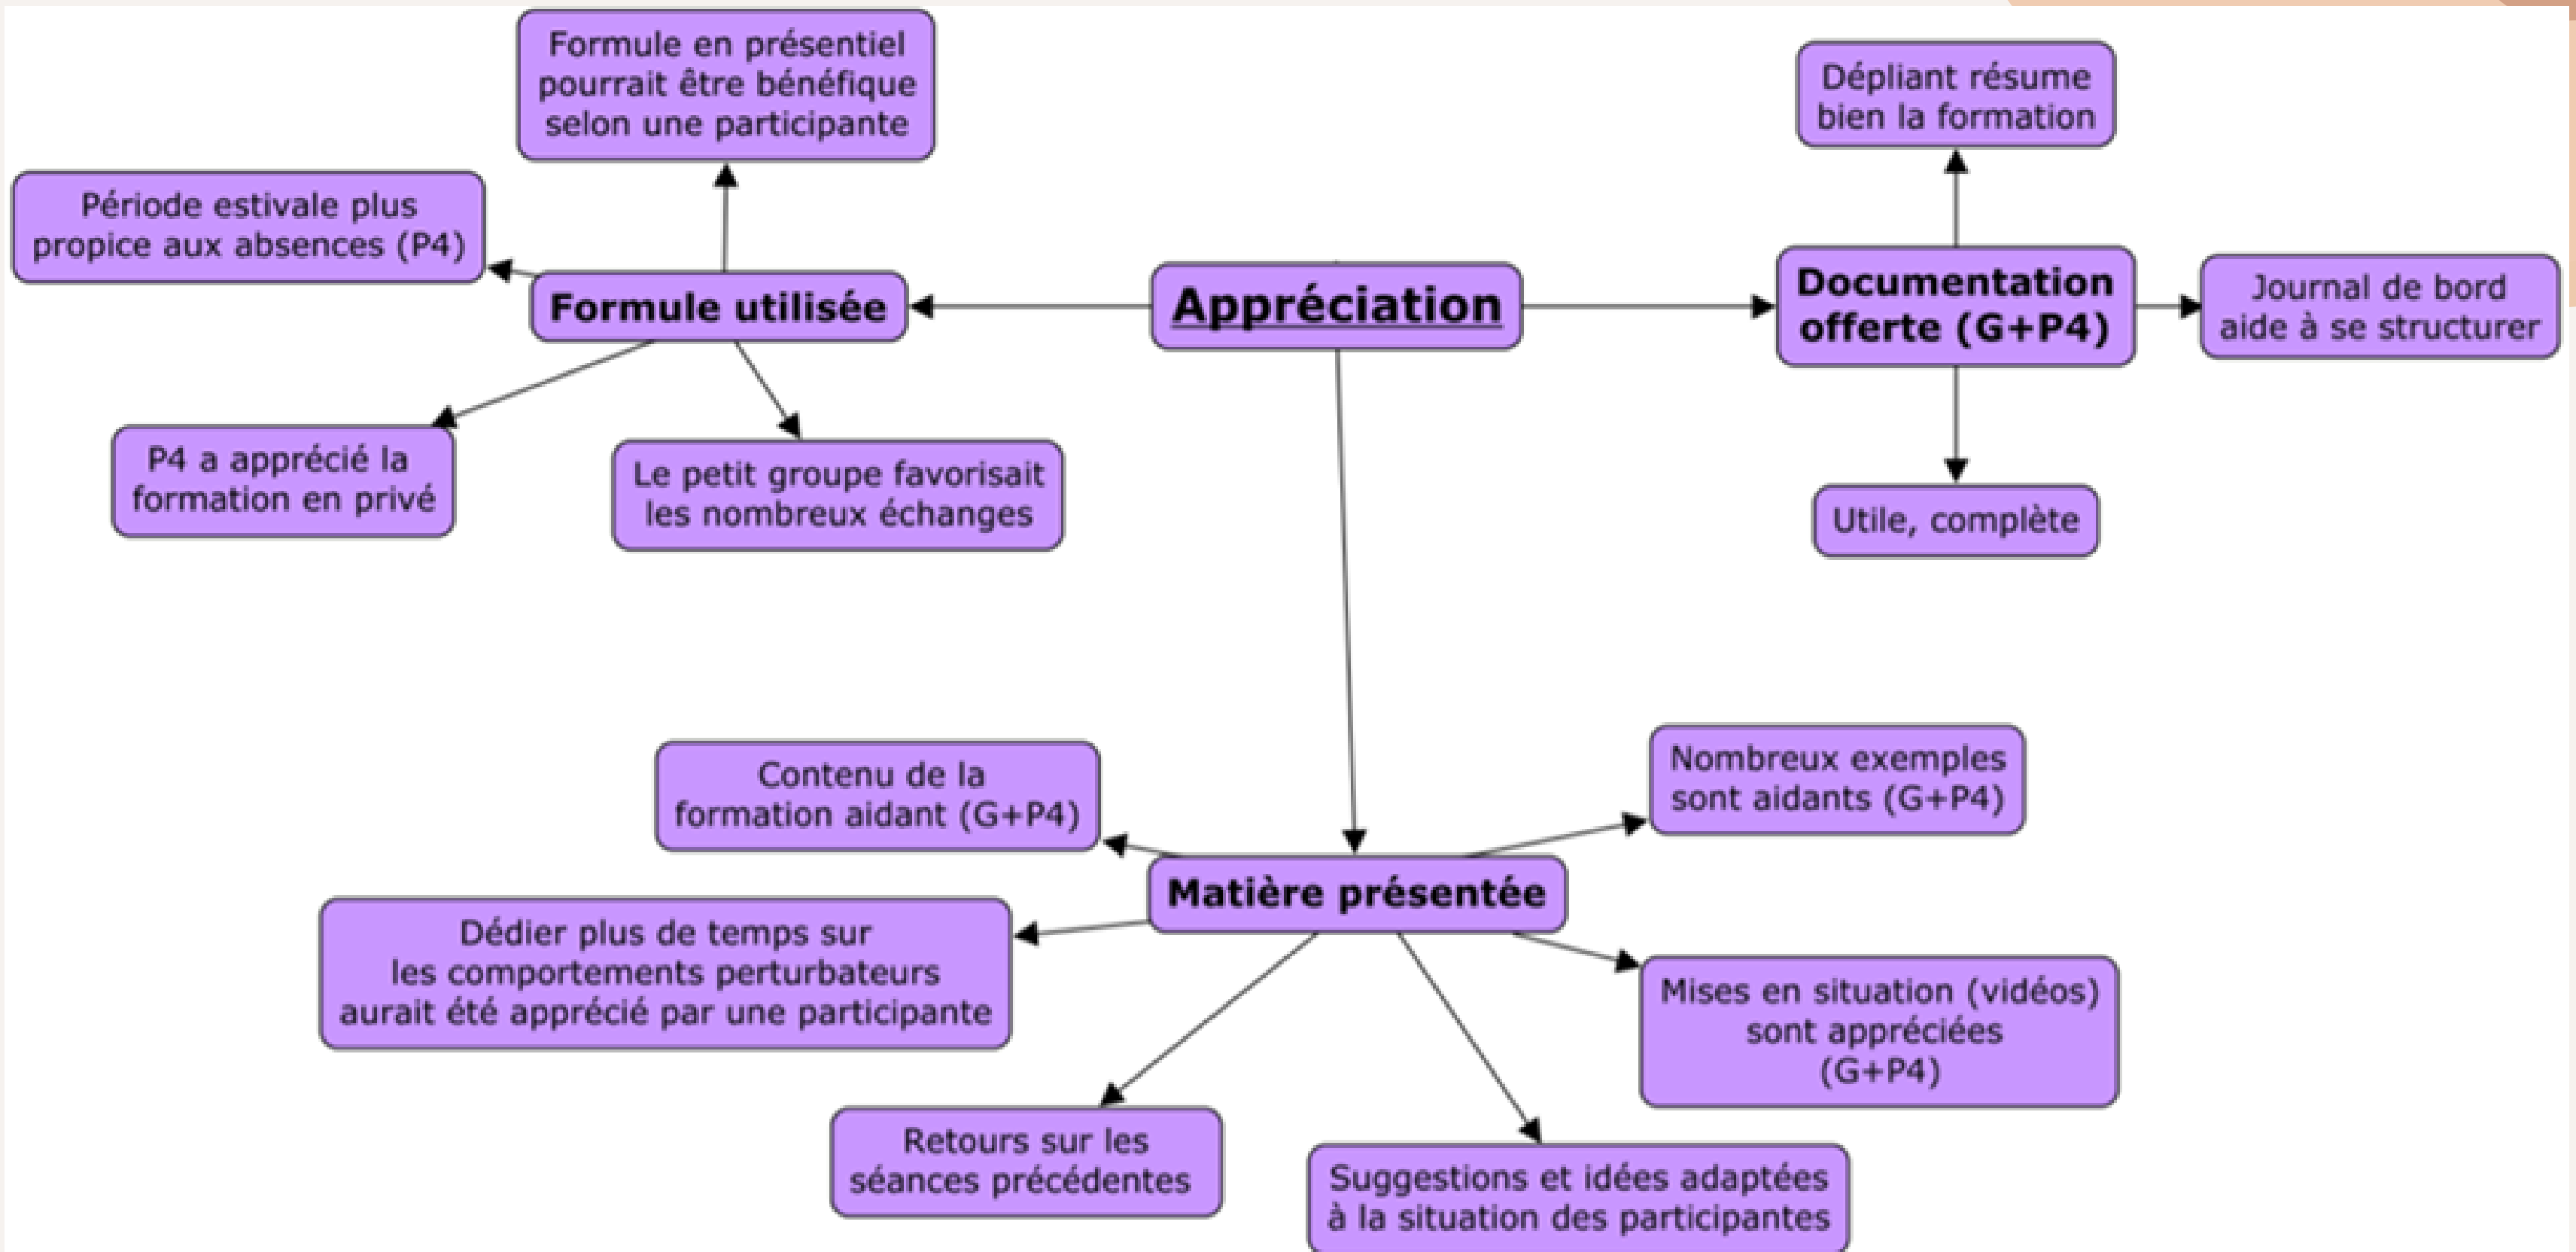 Formule en présentiel
pourrait être bénéfique
selon une participante
Période estivale plus
propice aux absences (P4)
Formule utilisée
P4 a apprécié la
formation en privé
Le petit groupe favorisait
les nombreux échanges
Appréciation
Dépliant résume
bien la formation
Documentation
offerte (G+P4)
Journal de bord
aide à se structurer
Utile, complète
Contenu de la
formation aidant (G+P4)
Nombreux exemples
sont aidants (G+P4)
Matière présentée
Dédier plus de temps sur
les comportements perturbateurs
aurait été apprécié par une participante
Mises en situation (vidéos)
sont appréciées
(G+P4)
Retours sur les
séances précédentes
Suggestions et idées adaptées
à la situation des participantes